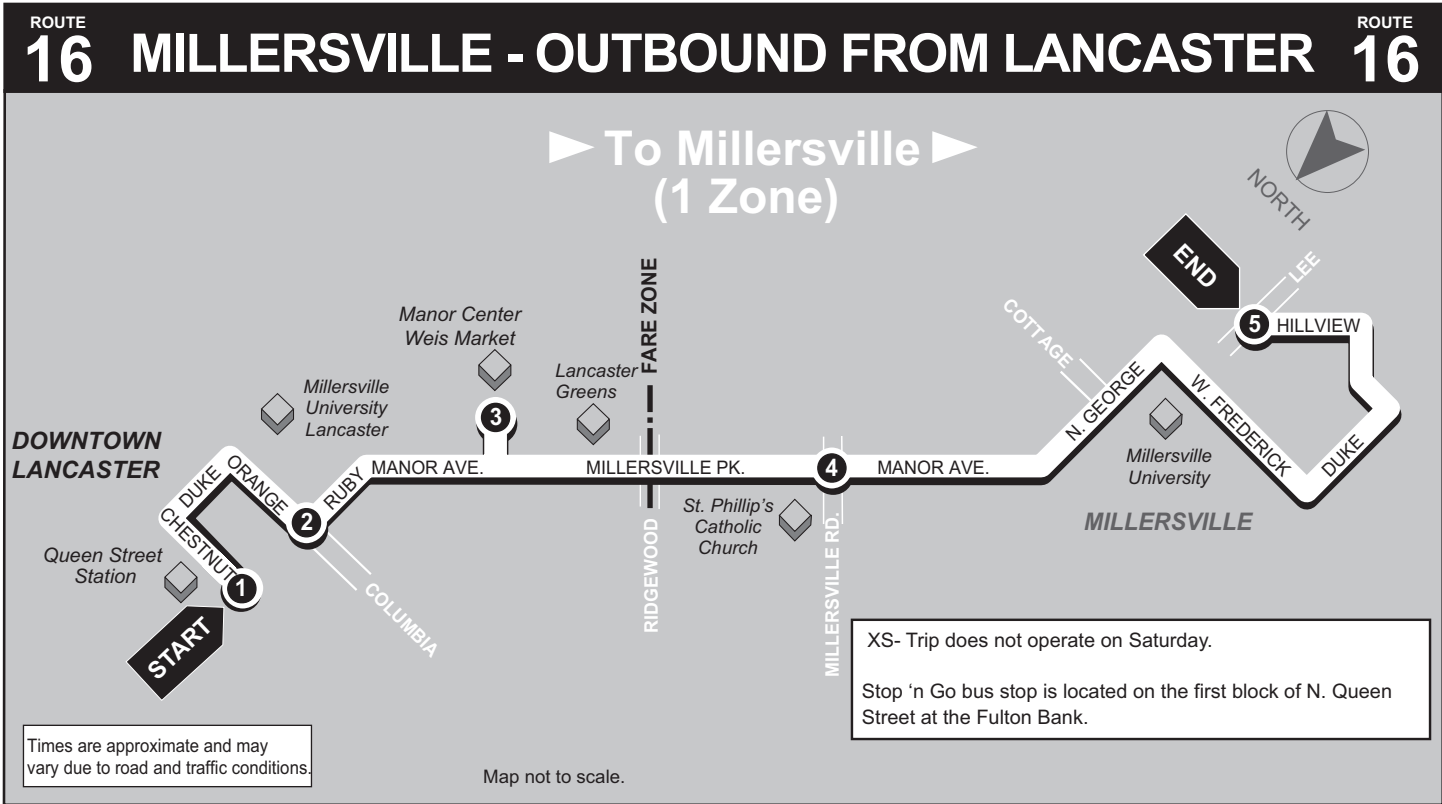 ROUTE
16
MILLERSVILLE - OUTBOUND FROM LANCASTER
ROUTE
16
To Millersville
(1 Zone)
NORTH
END
LEE
5
HILLVIEW
COTTAGE
FARE ZONE
Manor Center
Weis Market
Lancaster
Greens
Millersville
University
Lancaster
3
DOWNTOWN
LANCASTER
DUKE
ORANGE
RUBY
MANOR AVE.
MILLERSVILLE PK.
4
MANOR AVE.
N. GEORGE
W. FREDERICK
DUKE
Millersville
University
MILLERSVILLE
CHESTNUT
2
St. Phillip's
Catholic
Church
Queen Street
Station
1
START
COLUMBIA
RIDGEWOOD
MILLERSVILLE RD.
XS- Trip does not operate on Saturday.
Stop ‘n Go bus stop is located on the first block of N. Queen
Street at the Fulton Bank.
Times are approximate and may
vary due to road and traffic conditions.
Map not to scale.